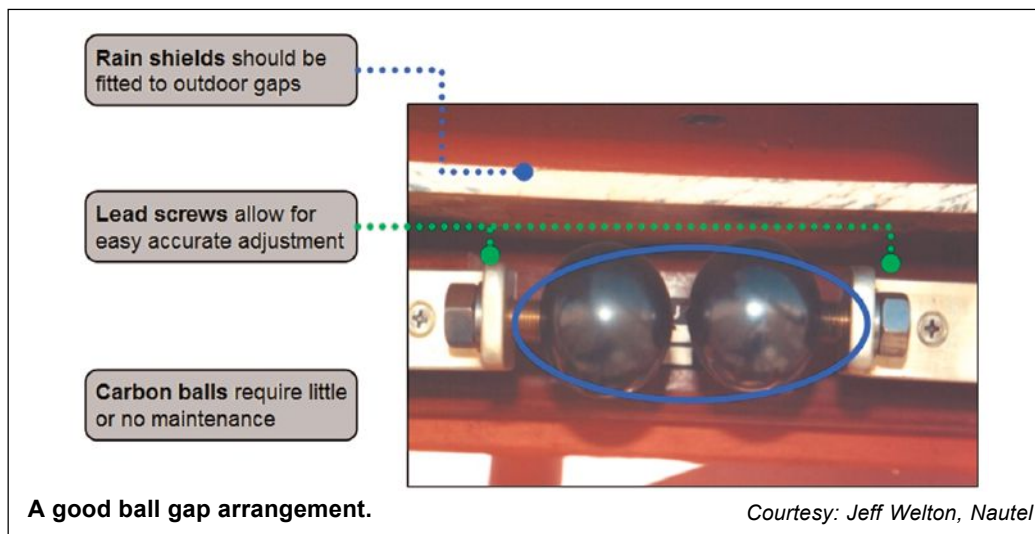 Rain shields should be
fitted to outdoor gaps
Lead screws allow for
easy accurate adjustment
Carbon balls require little
or no maintenance
A good ball gap arrangement.
Courtesy: Jeff Welton, Nautel